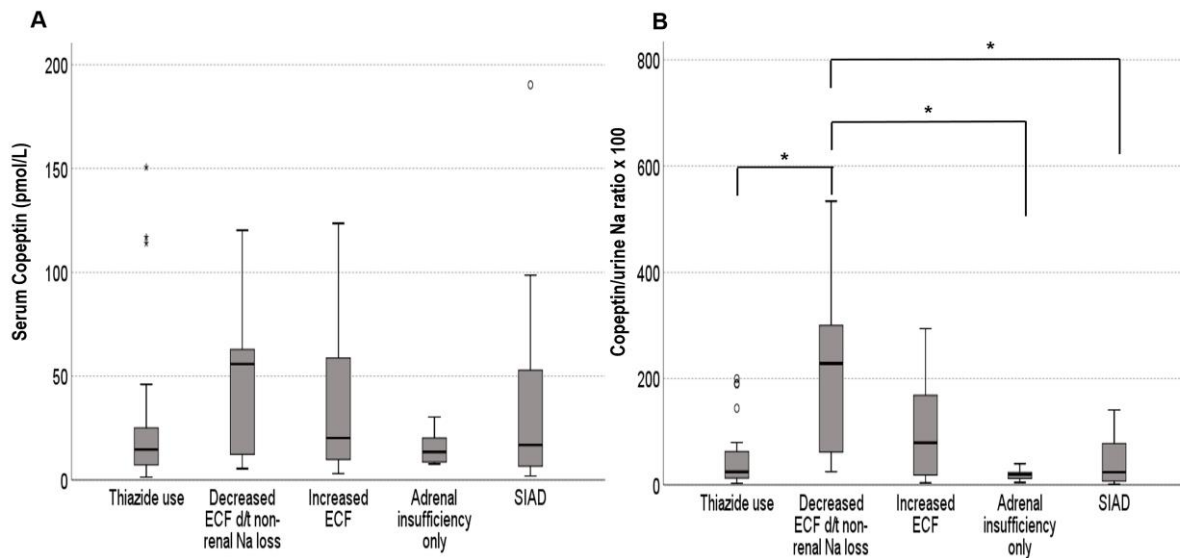 A
Serum Copeptin (pmol/L)
200
150
100
50
0
*
*
*
o
Thiazide use
Decreased
ECF d/t non-
renal Na loss
Increased
ECF
Adrenal
insufficiency
only
SIAD
B
Copeptin/urine Na ratio x 100
800
600
400
200
0
*
*
*
Thiazide use
Decreased
ECF d/t non-
renal Na loss
Increased
ECF
Adrenal
insufficiency
only
SIAD